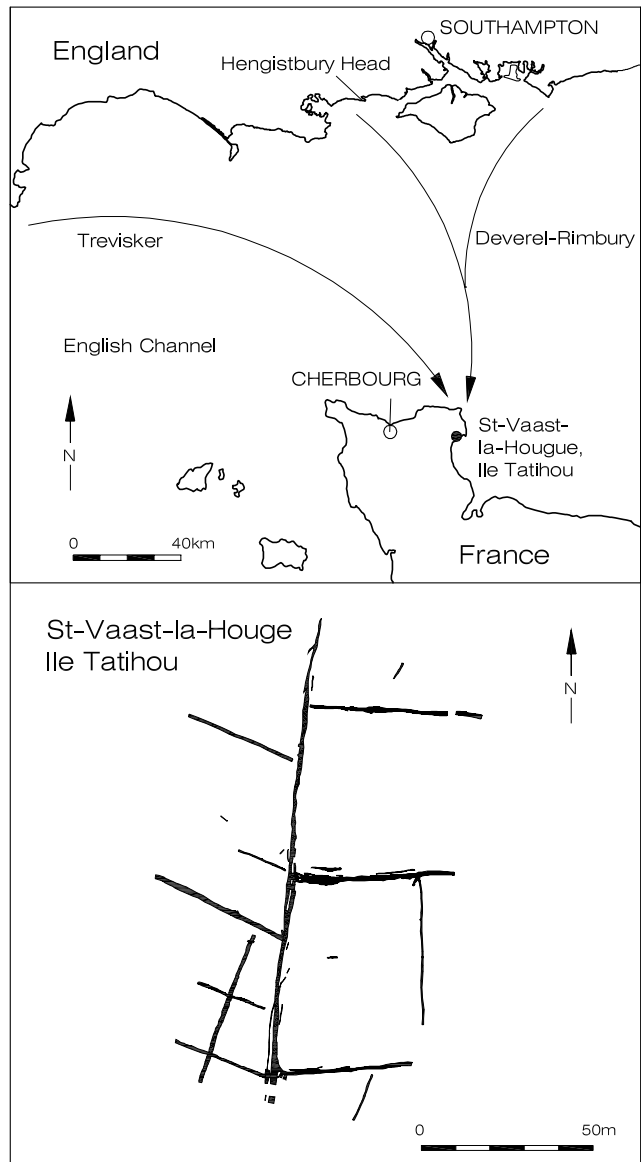 SOUTHAMPTON
England
Hengistbury Head
Trevisker
Deverel-Rimbury
English Channel
CHERBOURG
St-Vaast-
la-Hougue,
Ile Tatihou
N
0 40km
France
St-Vaast-la-Houge
Ile Tatihou
N
0 50m